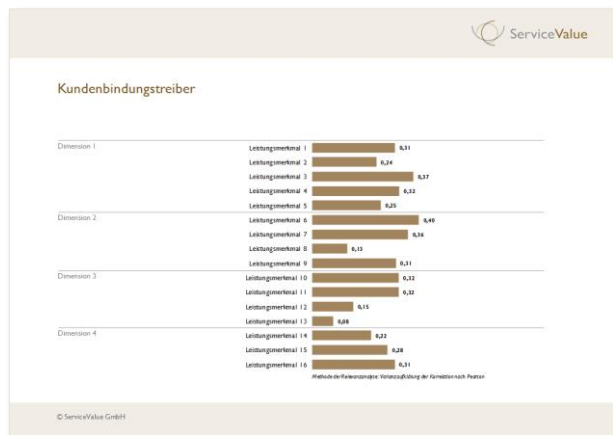 ServiceValue
Kundenbindungstreiber
Dimension 1
Leistungsmerkmal 1 0,31
Leistungsmerkmal 2 0,24
Leistungsmerkmal 3 0,37
Leistungsmerkmal 4 0,32
Leistungsmerkmal 5 0,25
Dimension 2
Leistungsmerkmal 6 0,40
Leistungsmerkmal 7 0,36
Leistungsmerkmal 8 0,13
Leistungsmerkmal 9 0,31
Dimension 3
Leistungsmerkmal 10 0,32
Leistungsmerkmal 11 0,32
Leistungsmerkmal 12 0,15
Leistungsmerkmal 13 0,08
Dimension 4
Leistungsmerkmal 14 0,22
Leistungsmerkmal 15 0,28
Leistungsmerkmal 16 0,31
Methode der Relevanzanalyse: Varianzaufklärung der Korrelation nach Pearson
© ServiceValue GmbH